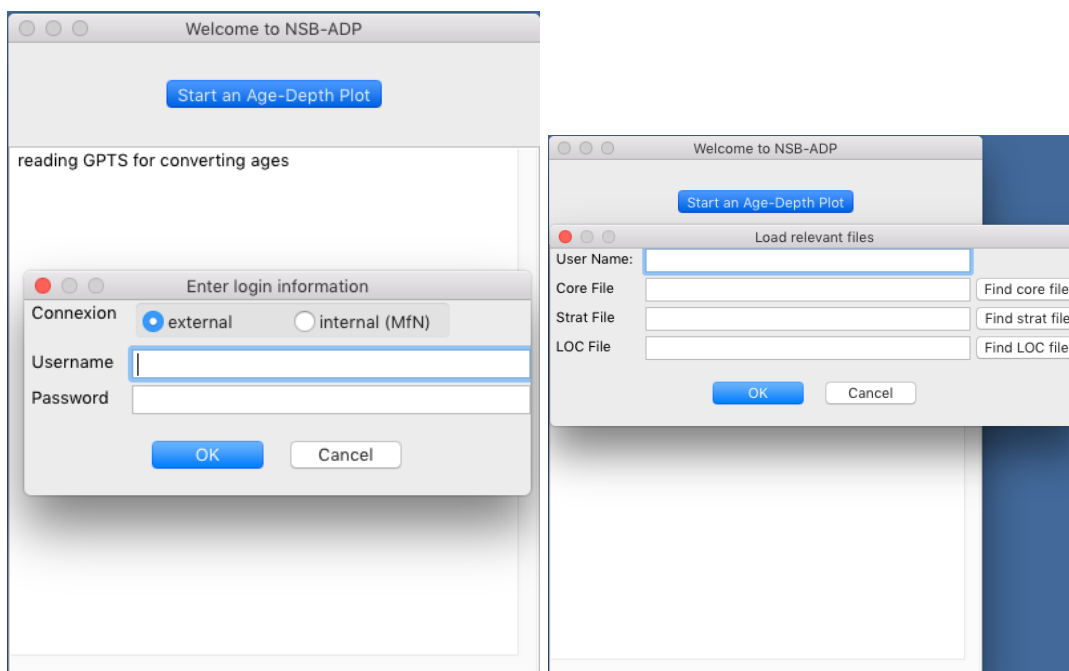 Welcome to NSB-ADP
Start an Age-Depth Plot
reading GPTS for converting ages
Enter login information
Connexion
external
internal (MfN)
Username
Password
OK
Cancel
Welcome to NSB-ADP
Start an Age-Depth Plot
Load relevant files
User Name:
Core File
Find core file
Strat File
Find strat file
LOC File
Find LOC file
OK
Cancel